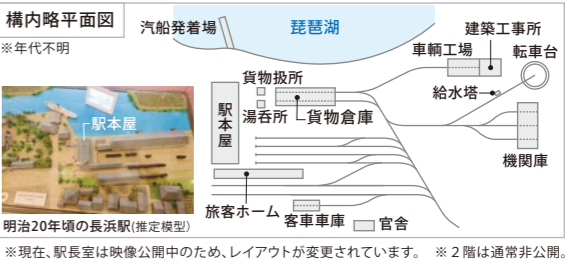 構内略平面図
※年代不明
汽船発着場
琵琶湖
建築工事所
車輌工場
転車台
給水塔
貨物扱所
湯呑所
貨物倉庫
駅本屋
機関庫
駅本屋
旅客ホーム
客車車庫
官舎
明治20年頃の長浜駅(推定模型)
※現在、駅長室は映像公開中のため、レイアウトが変更されています。 ※2階は通常非公開。